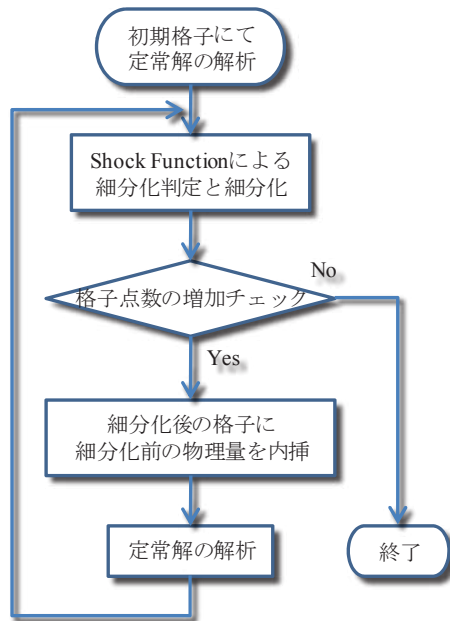 初期格子にて
定常解の解析
Shock Functionによる
細分化判定と細分化
格子点数の増加チェック
No
Yes
細分化後の格子に
細分化前の物理量を内挿
定常解の解析
終了